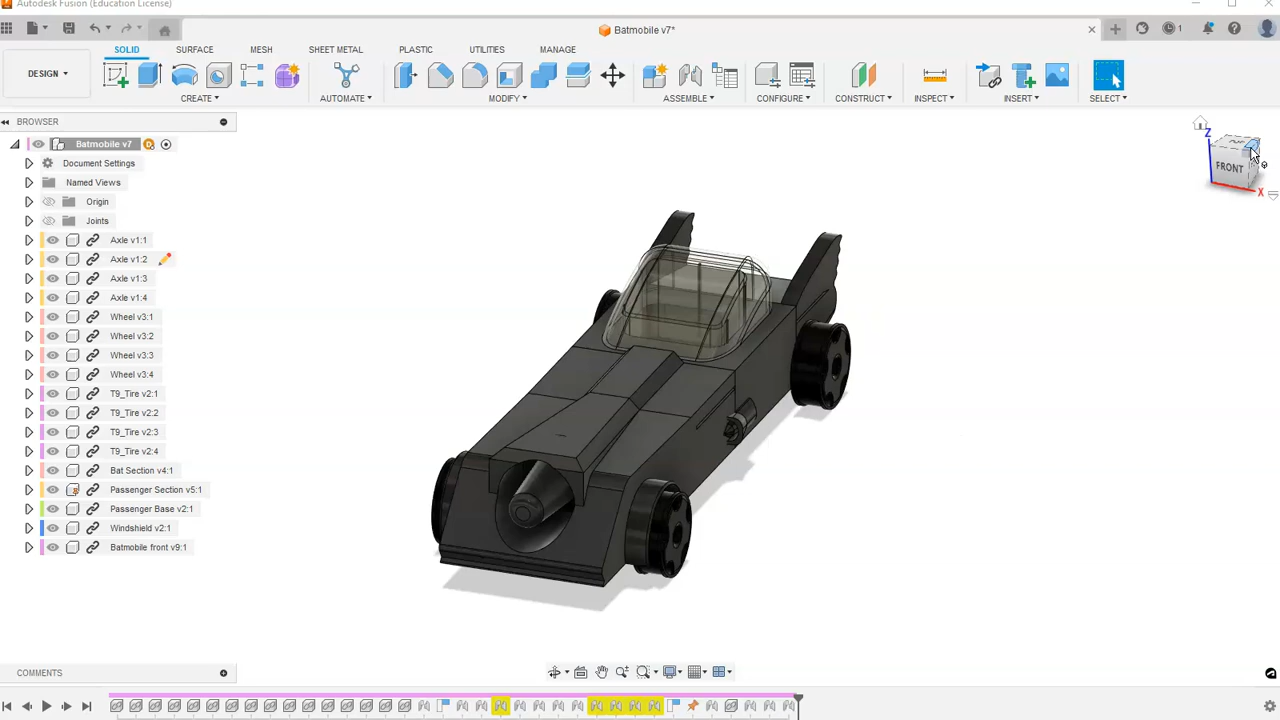 Autodesk Fusion (Education License)
Batmobile v7*
SOLID SURFACE MESH SHEET METAL PLASTIC UTILITIES MANAGE
DESIGN
CREATE AUTOMATE MODIFY ASSEMBLE CONFIGURE CONSTRUCT INSPECT INSERT SELECT
1
BROWSER
Batmobile v7
Document Settings
Named Views
Origin
Joints
Axle v1:1
Axle v1:2
Axle v1:3
Axle v1:4
Wheel v3:1
Wheel v3:2
Wheel v3:3
Wheel v3:4
T9_Tire v2:1
T9_Tire v2:2
T9_Tire v2:3
T9_Tire v2:4
Bat Section v4:1
Passenger Section v5:1
Passenger Base v2:1
Windshield v2:1
Batmobile front v9:1
Z
FRONT
X
COMMENTS